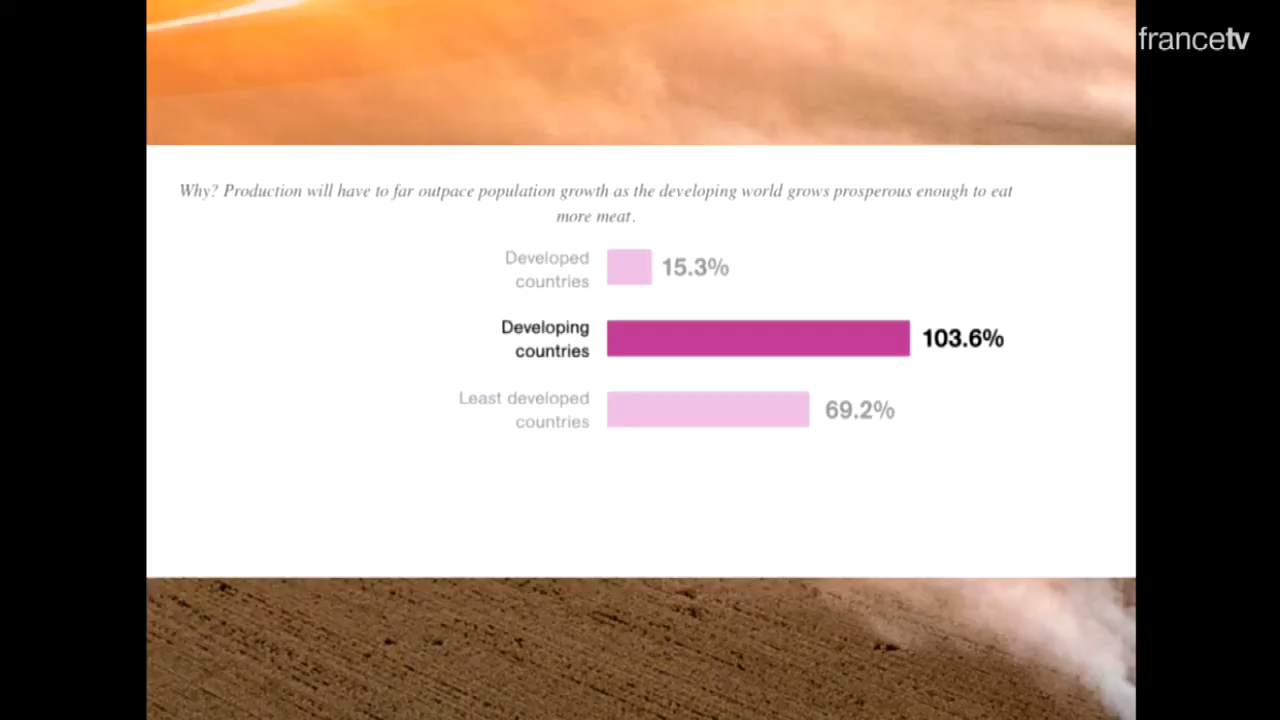 francetv
Why? Production will have to far outpace population growth as the developing world grows prosperous enough to eat
more meat.
Developed
countries
15.3%
Developing
countries
103.6%
Least developed
countries
69.2%